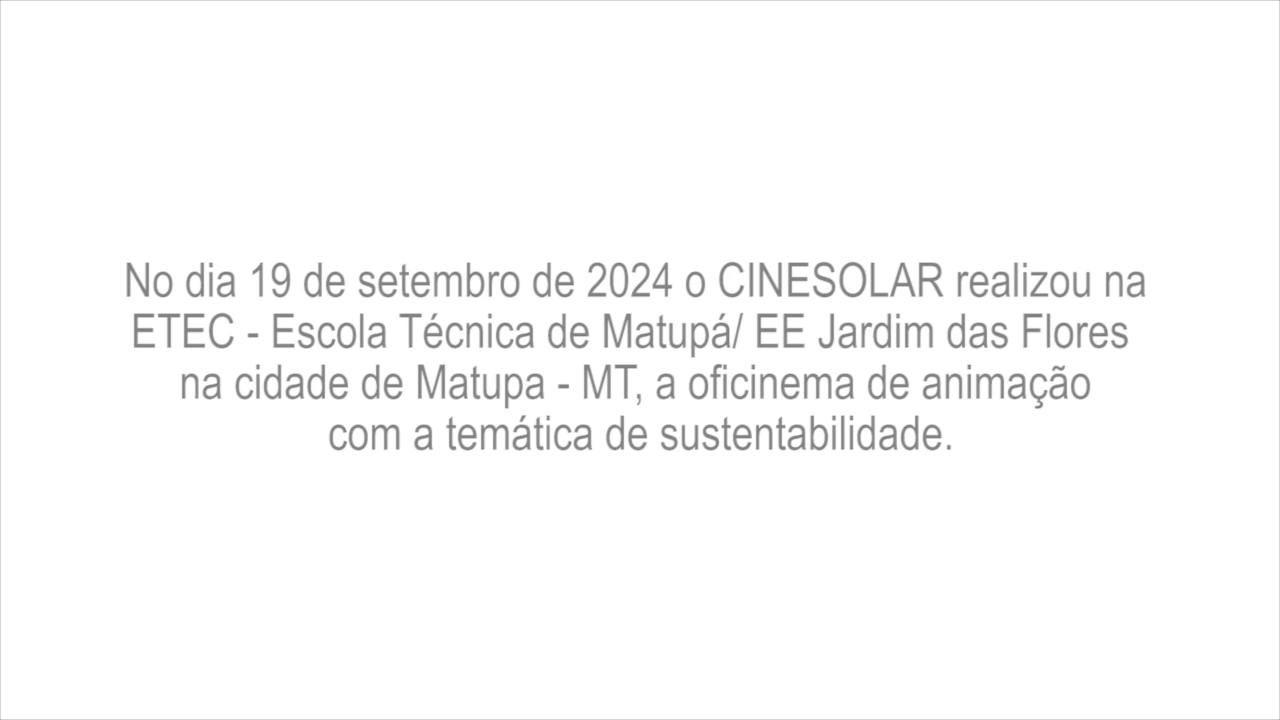 No dia 19 de setembro de 2024 o CINESOLAR realizou na
ETEC - Escola Técnica de Matupá/ EE Jardim das Flores
na cidade de Matupa - MT, a oficinema de animação
com a temática de sustentabilidade.